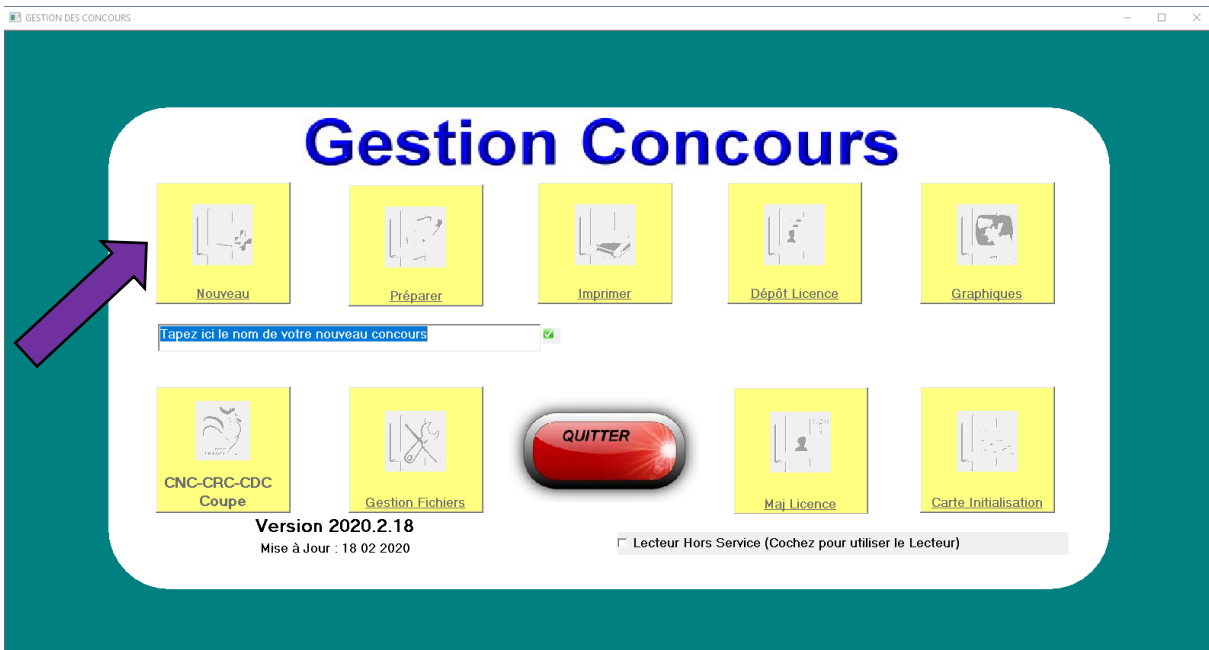 GESTION DES CONCOURS
Gestion Concours
Nouveau
Préparer
Imprimer
Dépôt Licence
Graphiques
Tapez ici le nom de votre nouveau concours
QUITTER
CNC-CRC-CDC
Coupe
Gestion Fichiers
Maj Licence
Carte Initialisation
Version 2020.2.18
Mise à Jour : 18 02 2020
Lecteur Hors Service (Cochez pour utiliser le Lecteur)